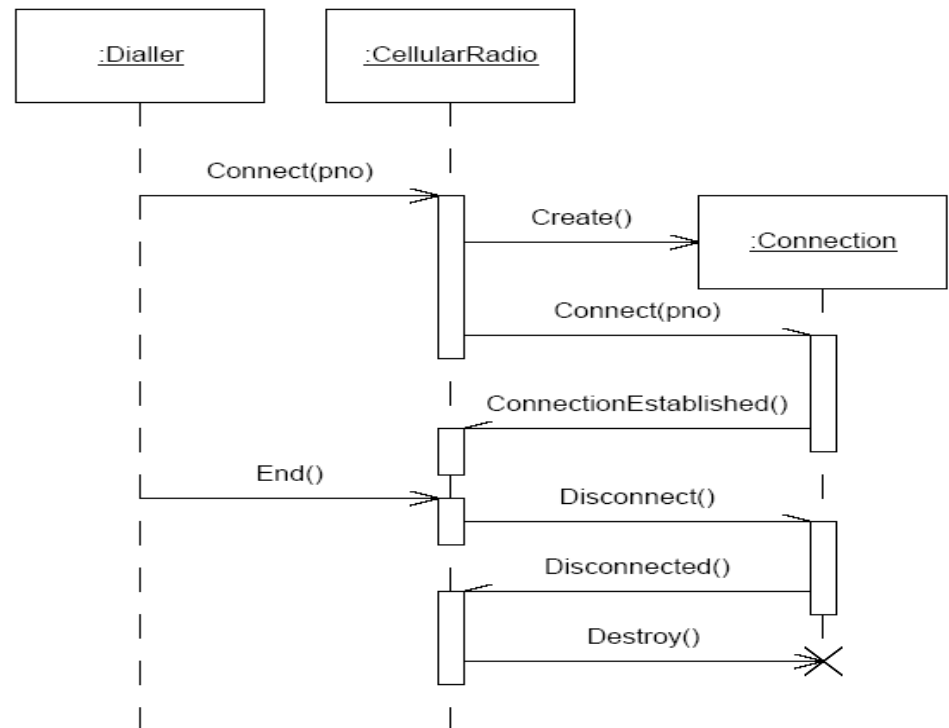 :Dialler
:CellularRadio
Connect(pno)
Create()
:Connection
Connect(pno)
ConnectionEstablished()
End()
Disconnect()
Disconnected()
Destroy()